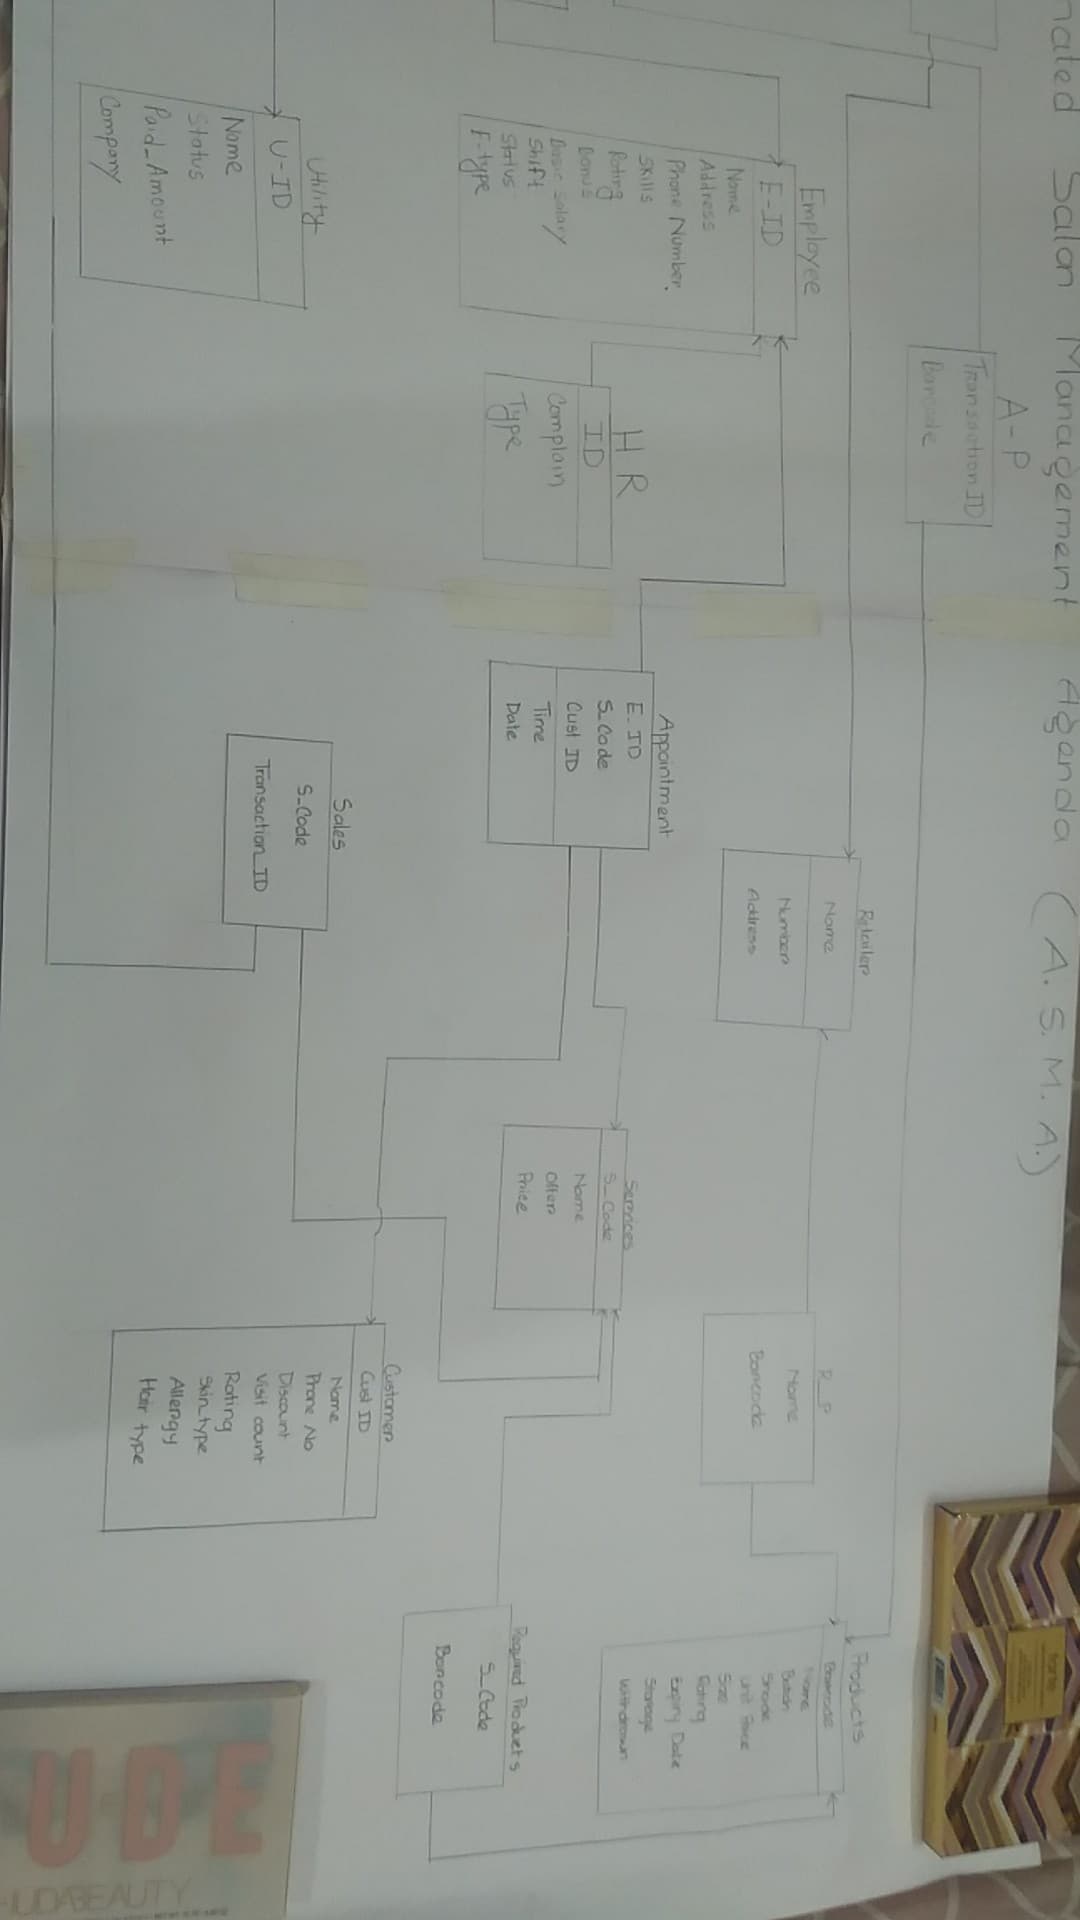 nated Salon Management Agenda (A. S. M. A.)
A-P
Transaction ID
Barcode
Employee
E-ID
Name
Address
Phone Number
Skills
Rating
Bonus
Basic Salary
Shift
Status
E-type
HR
ID
Complain
Type
Utility
U-ID
Name
Status
Paid_Amount
Company
Retailer
Name
Number
Address
Appointment
E. ID
S_Code
Cust ID
Time
Date
Sales
S_Code
Transaction_ID
Services
S_Code
Name
Offer
Price
R_P
Name
Barcode
Products
Barcode
Name
Batch
Shade
Unit Price
Size
Rating
Expiry Date
Storage
Withdrawn
Required Products
S_Code
Barcode
Customer
Cust ID
Name
Phone No
Discount
Visit count
Rating
Skin_type
Allergy
Hair type
tarte
UDE
UDABEAUTY